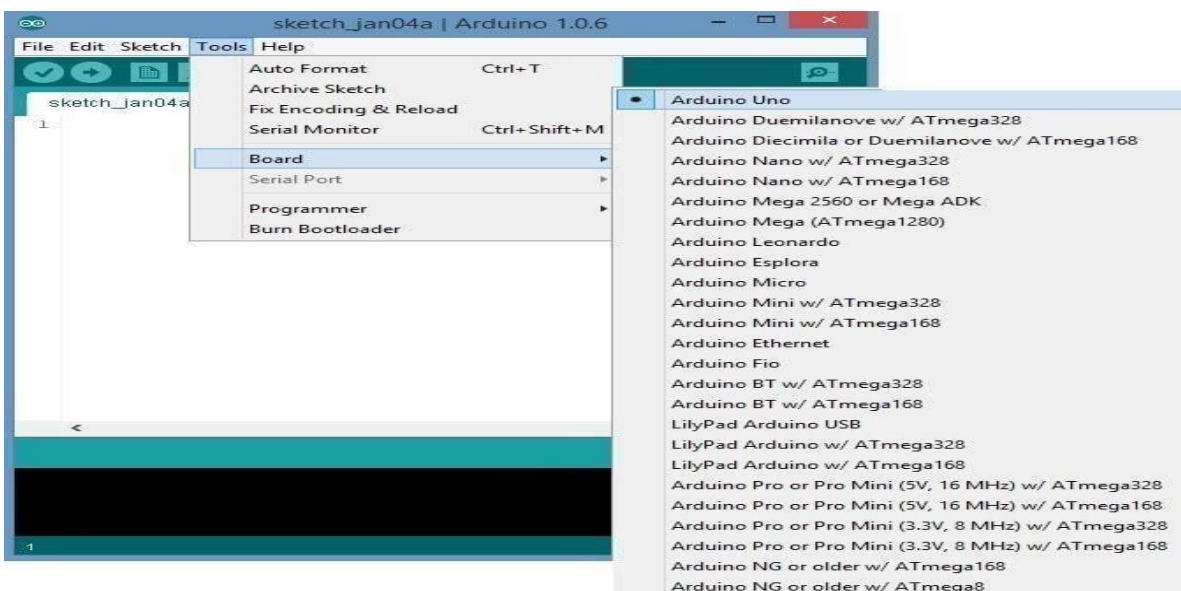 sketch_jan04a | Arduino 1.0.6
File Edit Sketch Tools Help
Auto Format Ctrl+T
Archive Sketch
sketch_jan04a
Fix Encoding & Reload
1
Serial Monitor Ctrl+Shift+M
Board
Serial Port
Programmer
Burn Bootloader
Arduino Uno
Arduino Duemilanove w/ ATmega328
Arduino Diecimila or Duemilanove w/ ATmega168
Arduino Nano w/ ATmega328
Arduino Nano w/ ATmega168
Arduino Mega 2560 or Mega ADK
Arduino Mega (ATmega1280)
Arduino Leonardo
Arduino Esplora
Arduino Micro
Arduino Mini w/ ATmega328
Arduino Mini w/ ATmega168
Arduino Ethernet
Arduino Fio
Arduino BT w/ ATmega328
Arduino BT w/ ATmega168
LilyPad Arduino USB
LilyPad Arduino w/ ATmega328
LilyPad Arduino w/ ATmega168
Arduino Pro or Pro Mini (5V, 16 MHz) w/ ATmega328
Arduino Pro or Pro Mini (5V, 16 MHz) w/ ATmega168
Arduino Pro or Pro Mini (3.3V, 8 MHz) w/ ATmega328
Arduino Pro or Pro Mini (3.3V, 8 MHz) w/ ATmega168
Arduino NG or older w/ ATmega168
Arduino NG or older w/ ATmega8
1